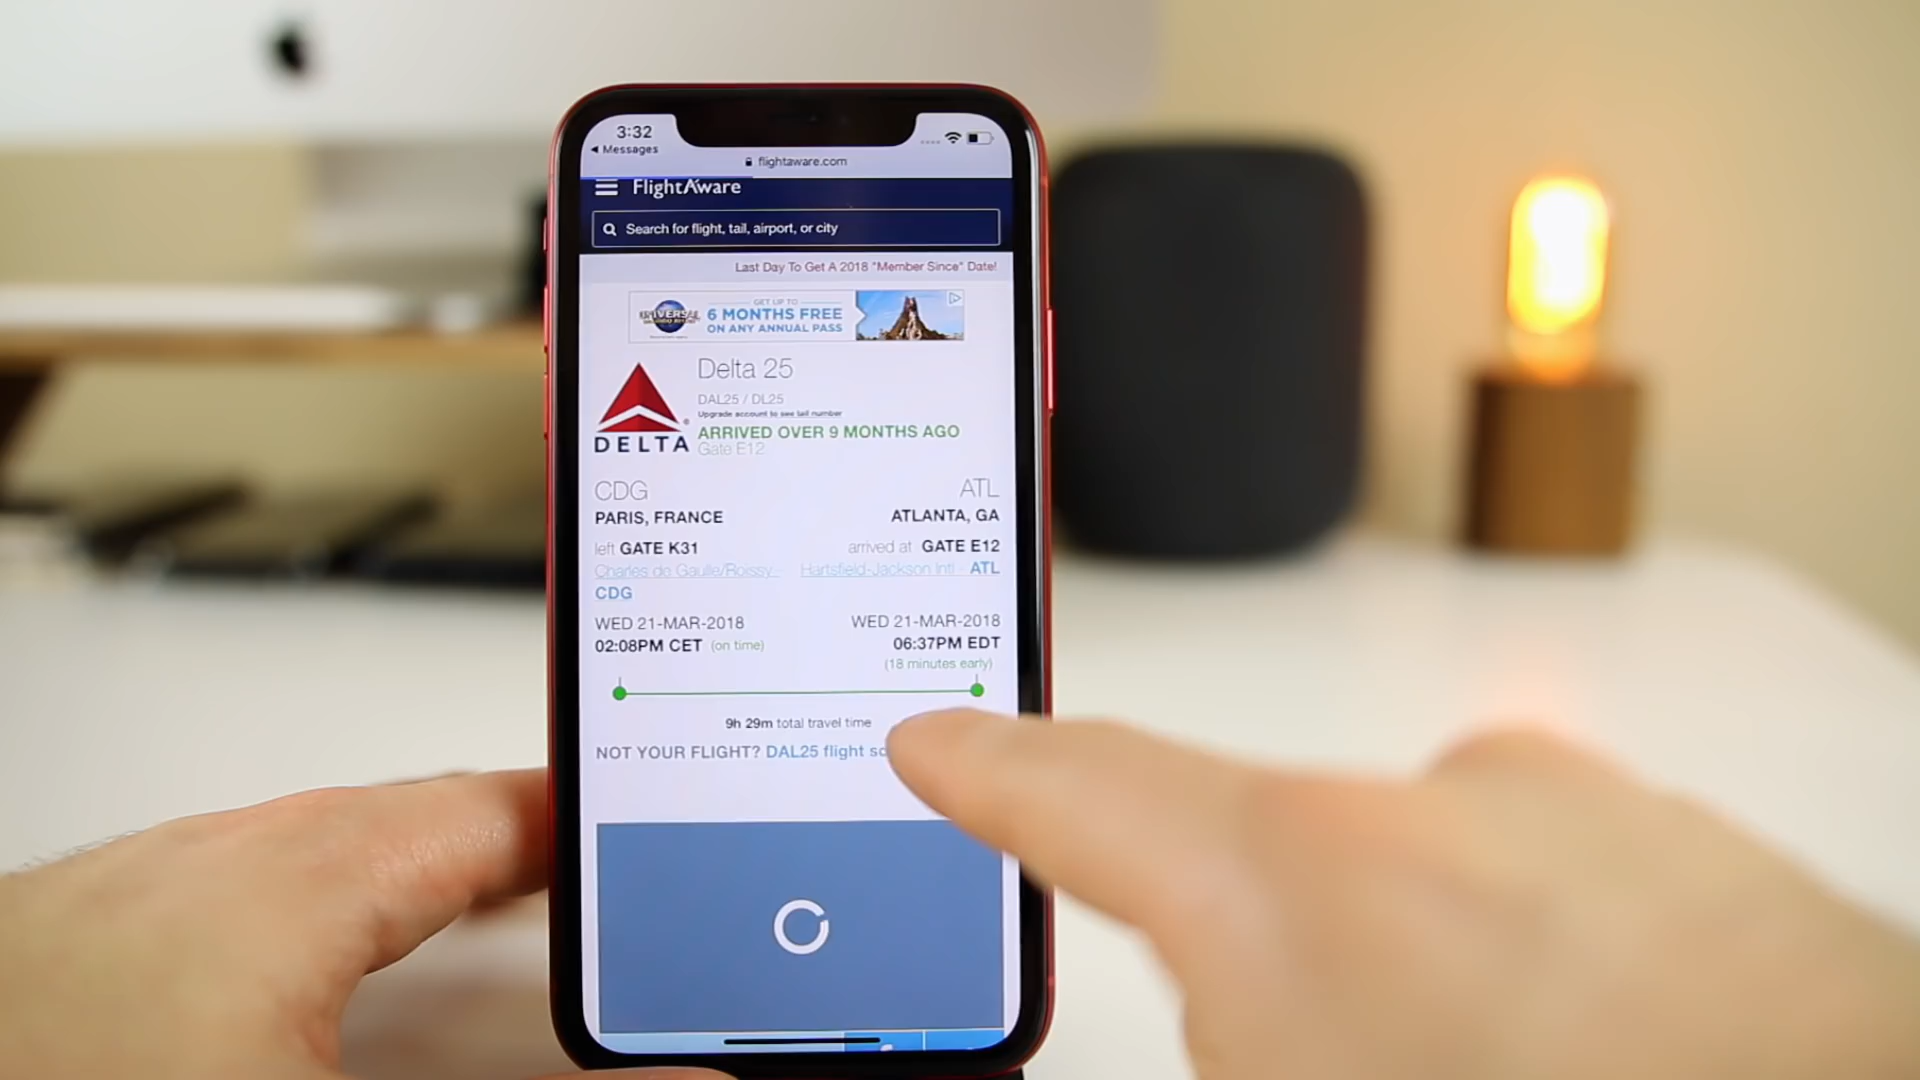 3:32
Messages
flightaware.com
FlightAware
Search for flight, tail, airport, or city
Last Day To Get A 2018 "Member Since" Date!
UNIVERSAL
GET UP TO
6 MONTHS FREE
ON ANY ANNUAL PASS
Delta 25
DAL25 / DL25
Upgrade account to see tail number
ARRIVED OVER 9 MONTHS AGO
Gate E12
DELTA
CDG
ATL
PARIS, FRANCE
ATLANTA, GA
left GATE K31
arrived at GATE E12
Charles de Gaulle/Roissy -
CDG
Hartsfield-Jackson Intl - ATL
WED 21-MAR-2018
WED 21-MAR-2018
02:08PM CET (on time)
06:37PM EDT
(18 minutes early)
9h 29m total travel time
NOT YOUR FLIGHT? DAL25 flight